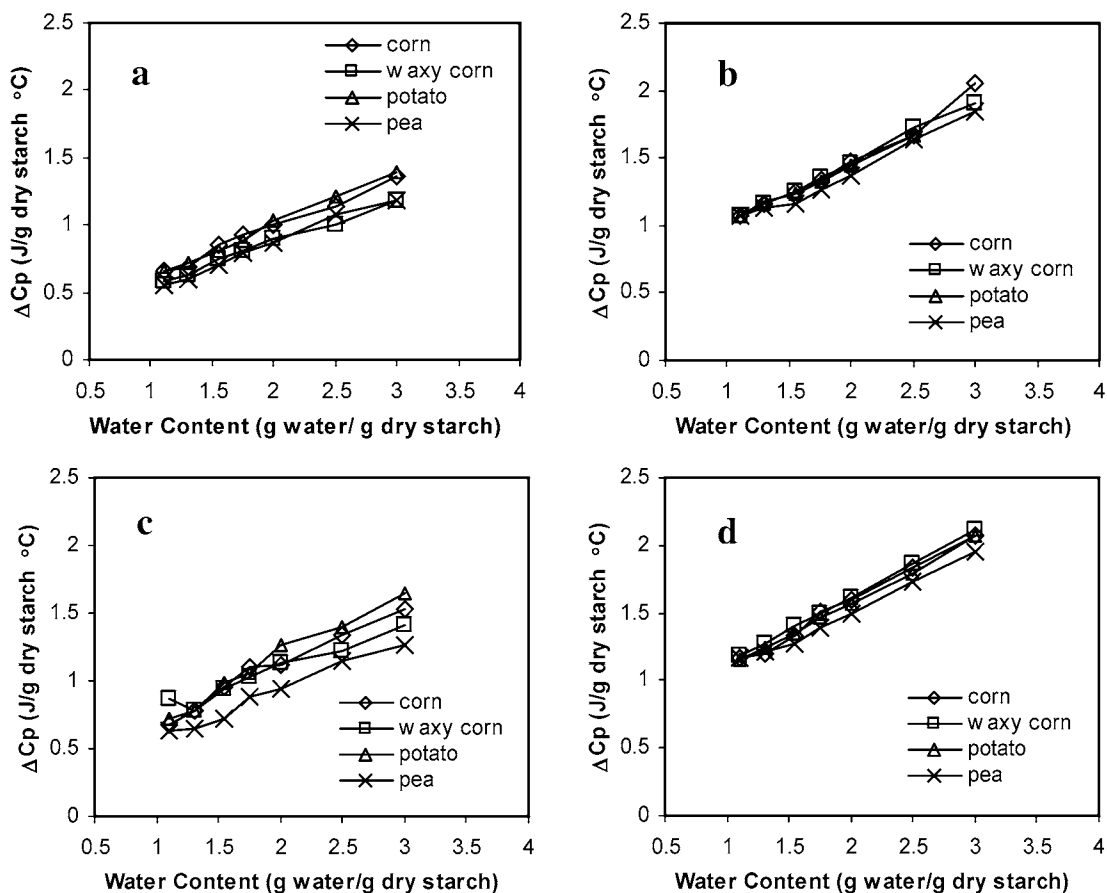 2.5
2
1.5
1
0.5
0
ΔCp (J/g dry starch °C)
a
corn
waxy corn
potato
pea
0.5 1 1.5 2 2.5 3 3.5 4
Water Content (g water/ g dry starch)
2.5
2
1.5
1
0.5
0
ΔCp (J/g dry starch °C)
b
corn
waxy corn
potato
pea
0.5 1 1.5 2 2.5 3 3.5 4
Water Content (g water/g dry starch)
2.5
2
1.5
1
0.5
0
ΔCp (J/g dry starch °C)
c
corn
waxy corn
potato
pea
0.5 1 1.5 2 2.5 3 3.5 4
Water Content (g water/g dry starch)
2.5
2
1.5
1
0.5
0
ΔCp (J/g dry starch °C)
d
corn
waxy corn
potato
pea
0.5 1 1.5 2 2.5 3 3.5 4
Water Content (g water/g dry starch)